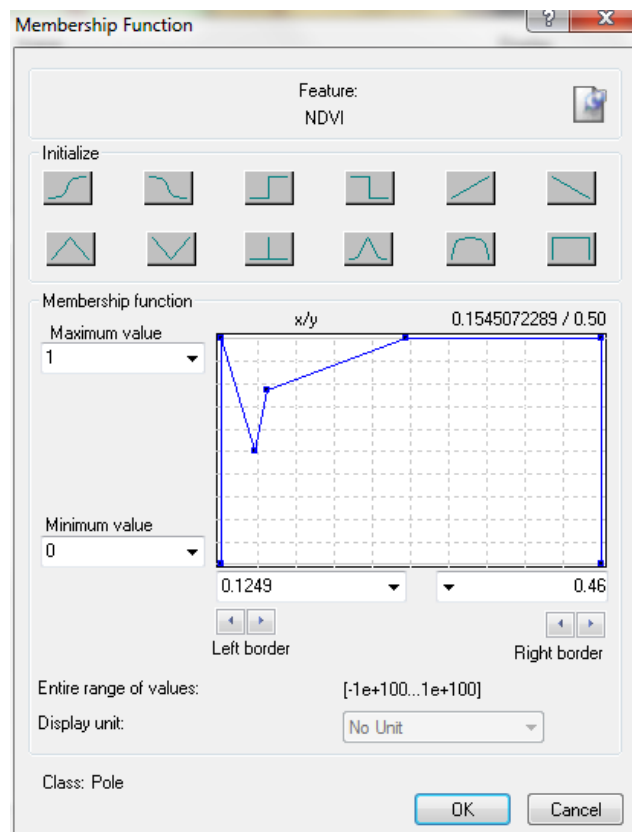 Membership Function
Feature:
NDVI
Initialize
Membership function
Maximum value
x/y
0.1545072289 / 0.50
1
Minimum value
0
0.1249
0.46
Left border
Right border
Entire range of values:
[-1e+100...1e+100]
Display unit:
No Unit
Class: Pole
OK
Cancel